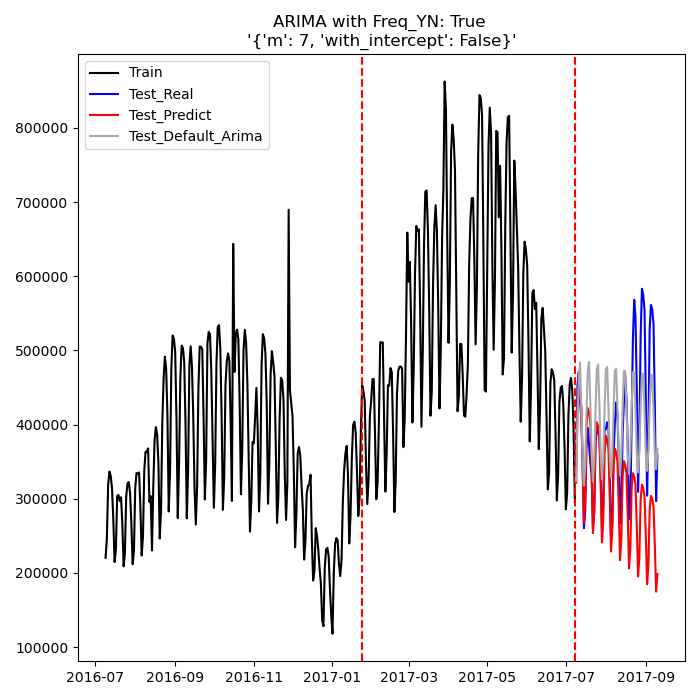 ARIMA with Freq_YN: True
'{'m': 7, 'with_intercept': False}'
Train
Test_Real
Test_Predict
Test_Default_Arima
800000
700000
600000
500000
400000
300000
200000
100000
2016-07 2016-09 2016-11 2017-01 2017-03 2017-05 2017-07 2017-09